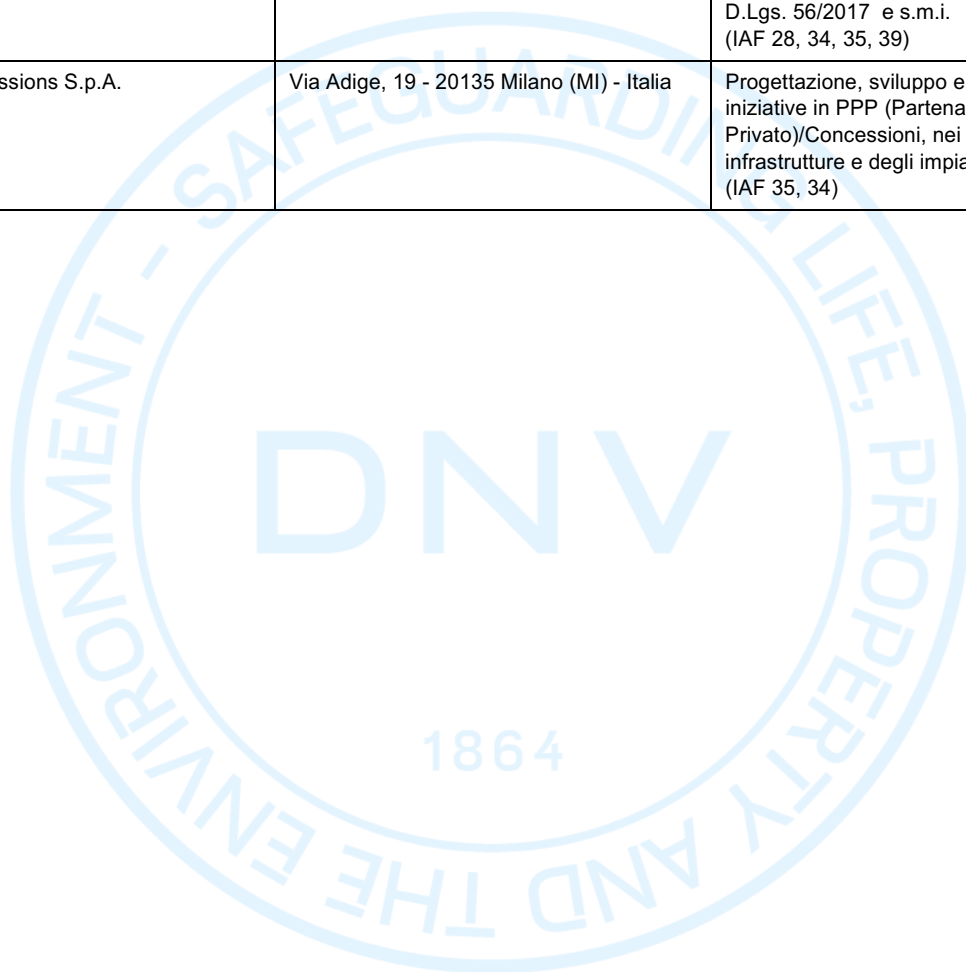 D.Lgs. 56/2017 e s.m.i.
(IAF 28, 34, 35, 39)
ssions S.p.A.
Via Adige, 19 - 20135 Milano (MI) - Italia
Progettazione, sviluppo e
iniziative in PPP (Partena
Privato)/Concessioni, nei
infrastrutture e degli impia
(IAF 35, 34)
SAFEGUARDING LIFE, PROPERTY AND THE ENVIRONMENT -
DNV
1864